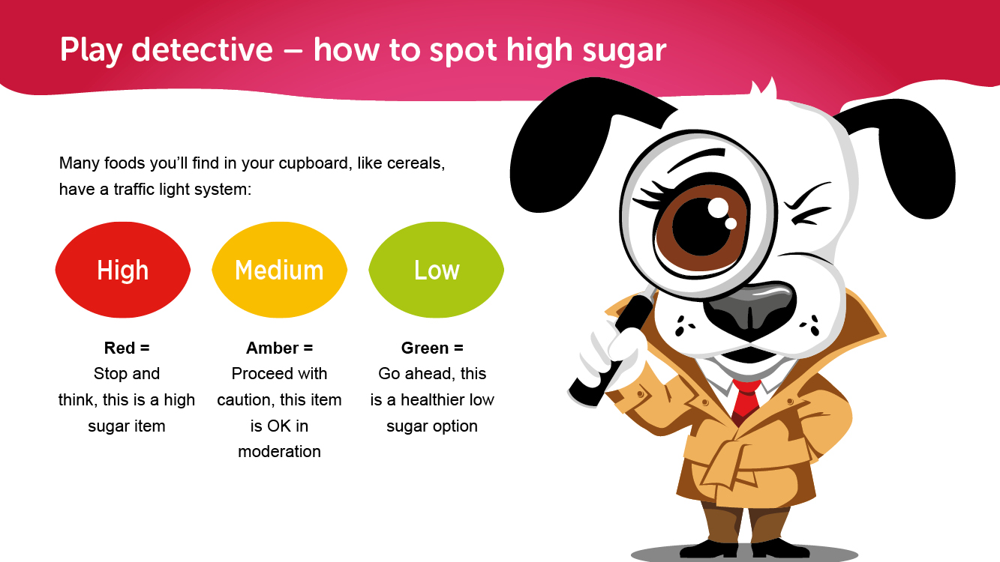 Play detective – how to spot high sugar
Many foods you’ll find in your cupboard, like cereals,
have a traffic light system:
High
Medium
Low
Red =
Stop and
think, this is a high
sugar item
Amber =
Proceed with
caution, this item
is OK in
moderation
Green =
Go ahead, this
is a healthier low
sugar option